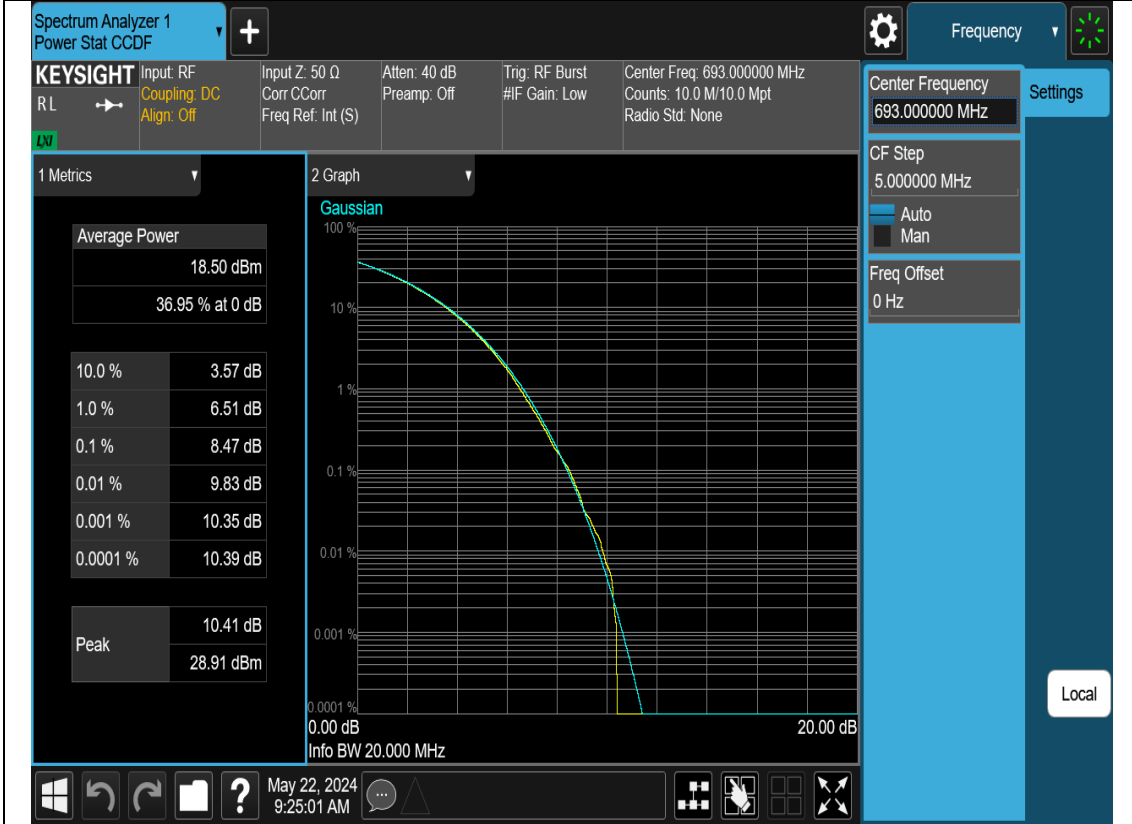 Spectrum Analyzer 1
Power Stat CCDF
+
Frequency
KEYSIGHT
RL
LXI
Input: RF
Coupling: DC
Align: Off
Input Z: 50 Ω
Corr CCorr
Freq Ref: Int (S)
Atten: 40 dB
Preamp: Off
Trig: RF Burst
#IF Gain: Low
Center Freq: 693.000000 MHz
Counts: 10.0 M/10.0 Mpt
Radio Std: None
Center Frequency
693.000000 MHz
Settings
CF Step
5.000000 MHz
Auto
Man
Freq Offset
0 Hz
1 Metrics
Average Power
18.50 dBm
36.95 % at 0 dB
10.0 % 3.57 dB
1.0 % 6.51 dB
0.1 % 8.47 dB
0.01 % 9.83 dB
0.001 % 10.35 dB
0.0001 % 10.39 dB
Peak
10.41 dB
28.91 dBm
2 Graph
Gaussian
100 %
10 %
1 %
0.1 %
0.01 %
0.001 %
0.0001 %
0.00 dB 20.00 dB
Info BW 20.000 MHz
Local
?
May 22, 2024
9:25:01 AM